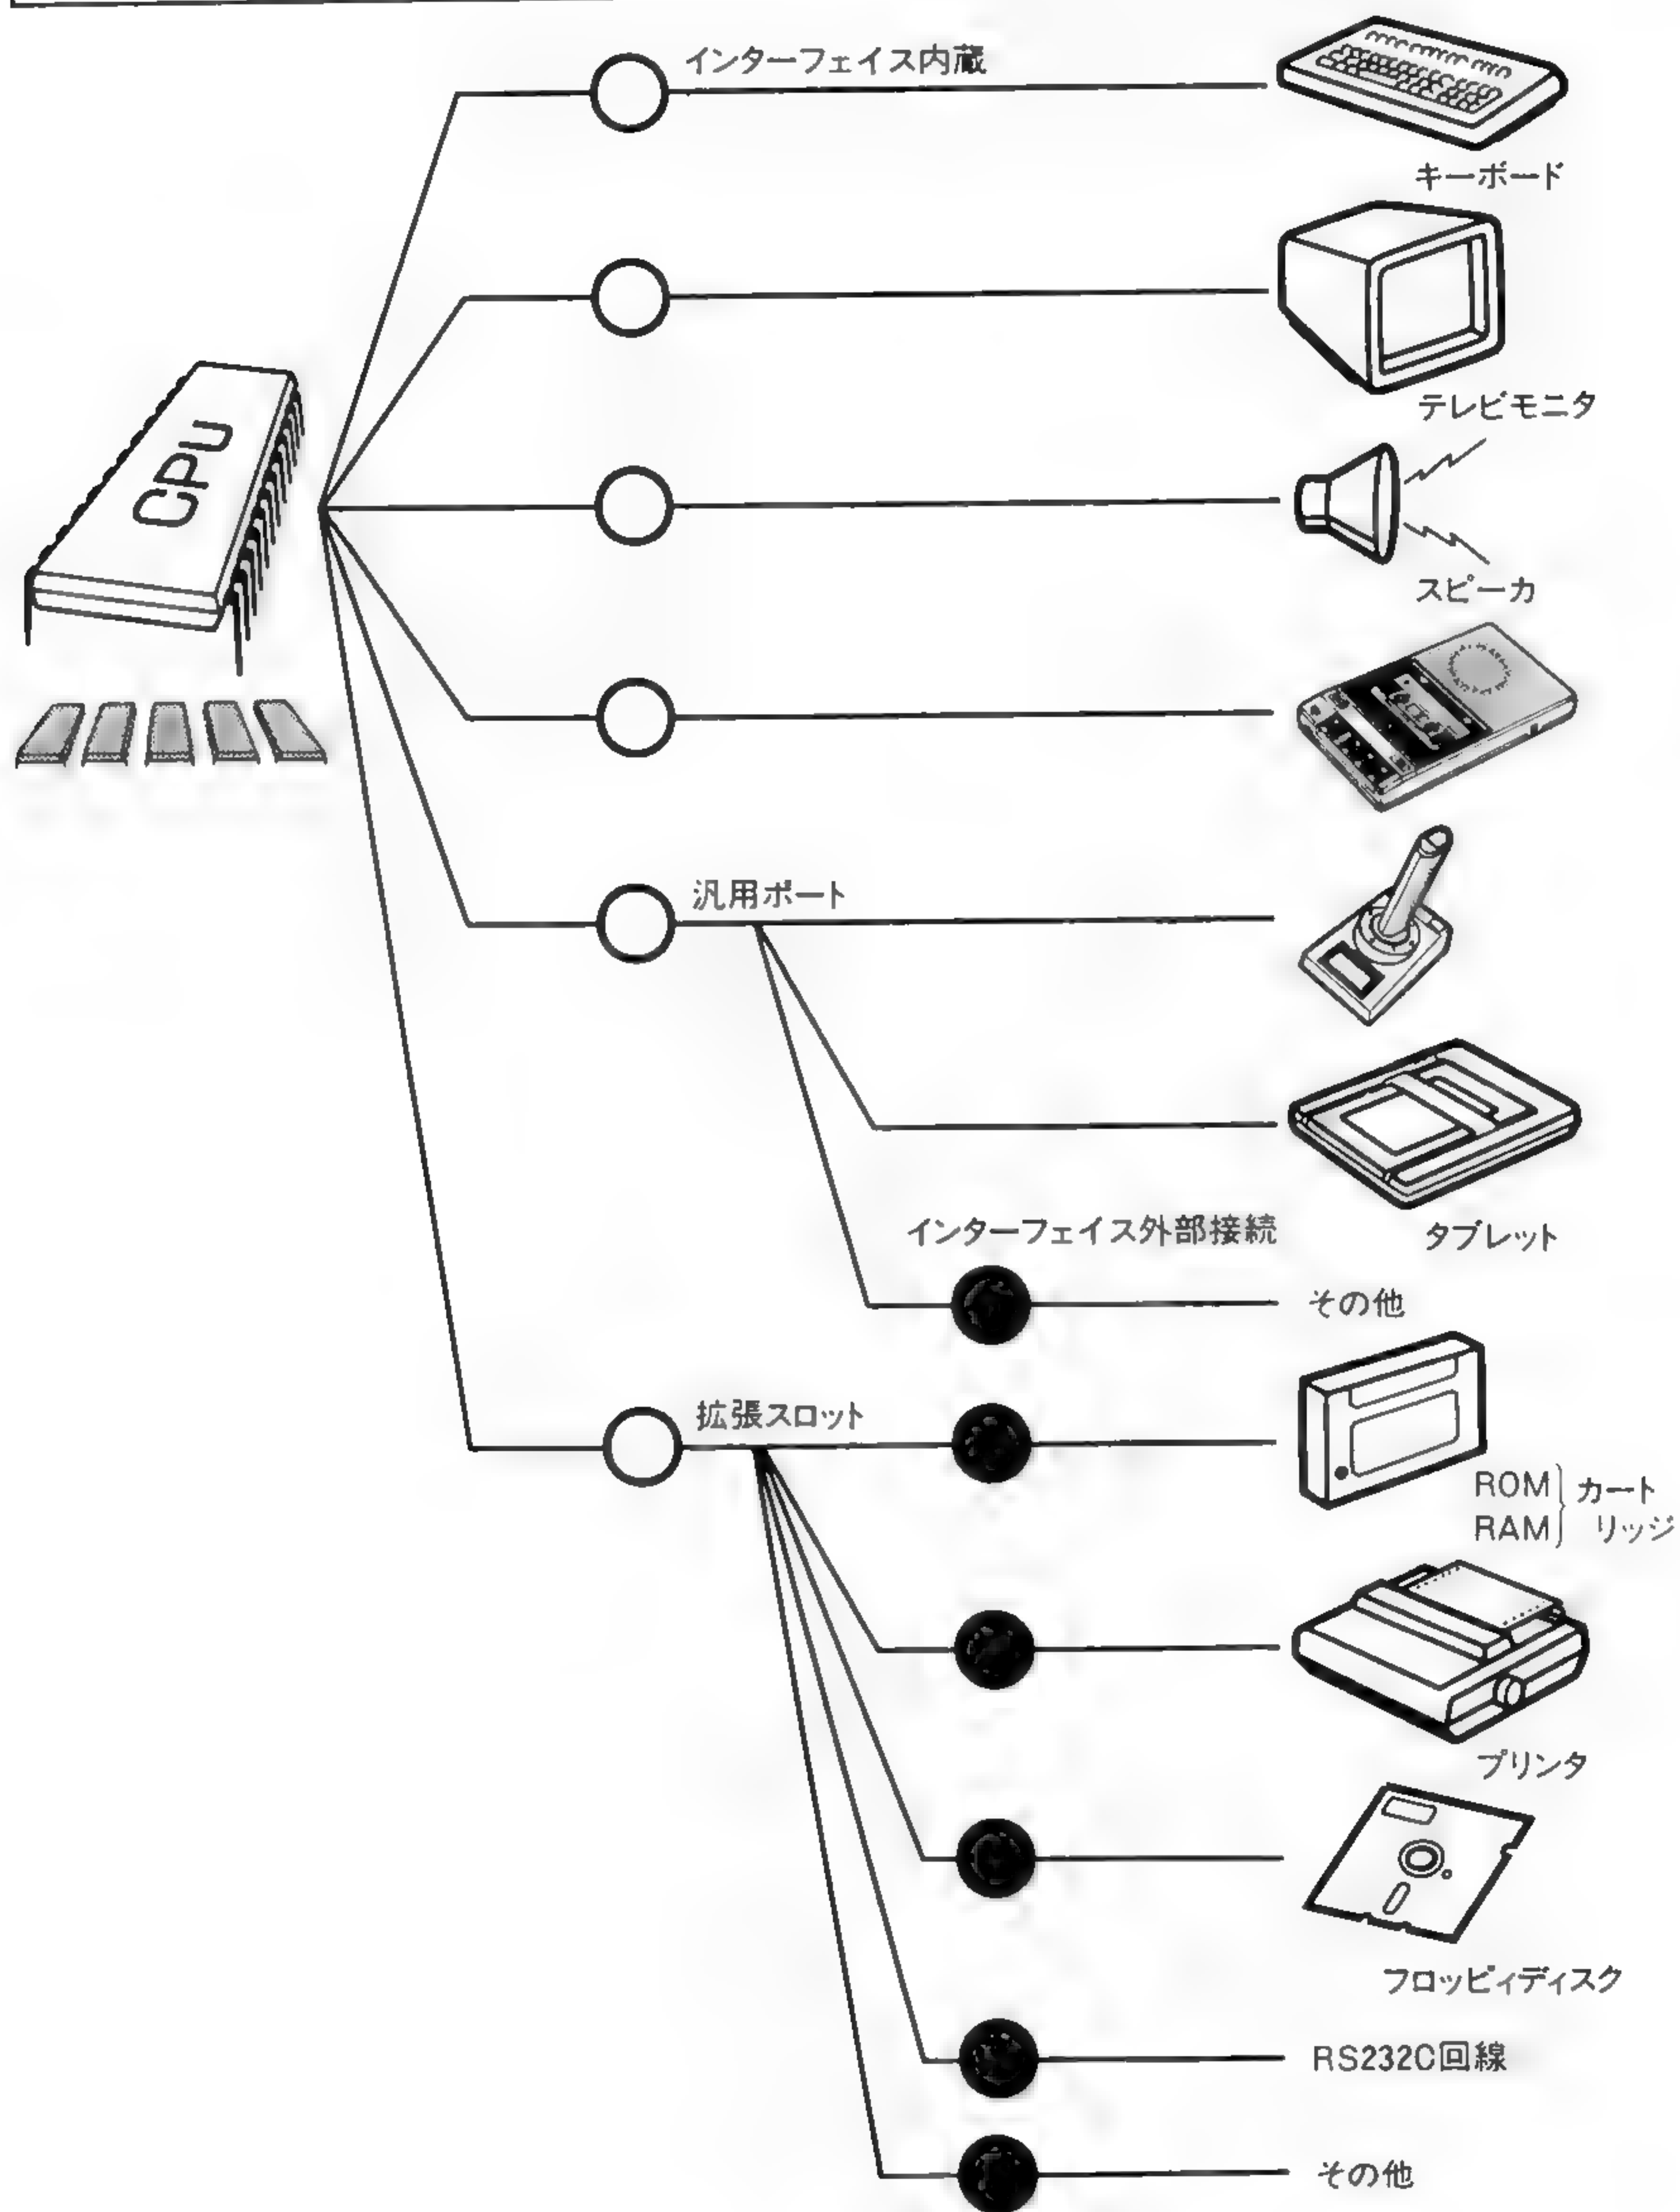 インターフェイス内蔵
キーボード
テレビモニタ
CPU
スピーカ
汎用ポート
タブレット
インターフェイス外部接続
その他
拡張スロット
ROM カート
RAM リッジ
プリンタ
フロッピィディスク
RS232C回線
その他